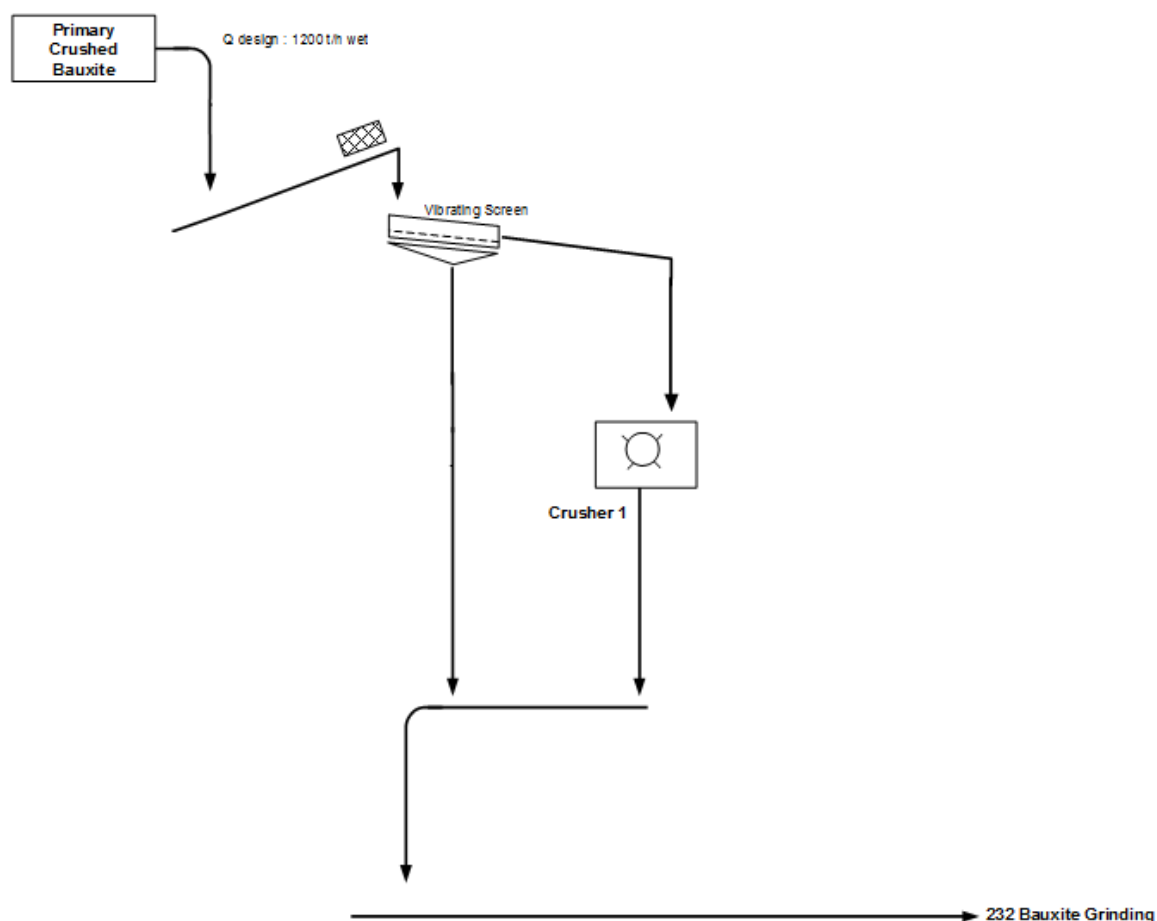 Primary
Crushed
Bauxite
Q design : 1200 t/h wet
Vibrating Screen
Crusher 1
232 Bauxite Grinding